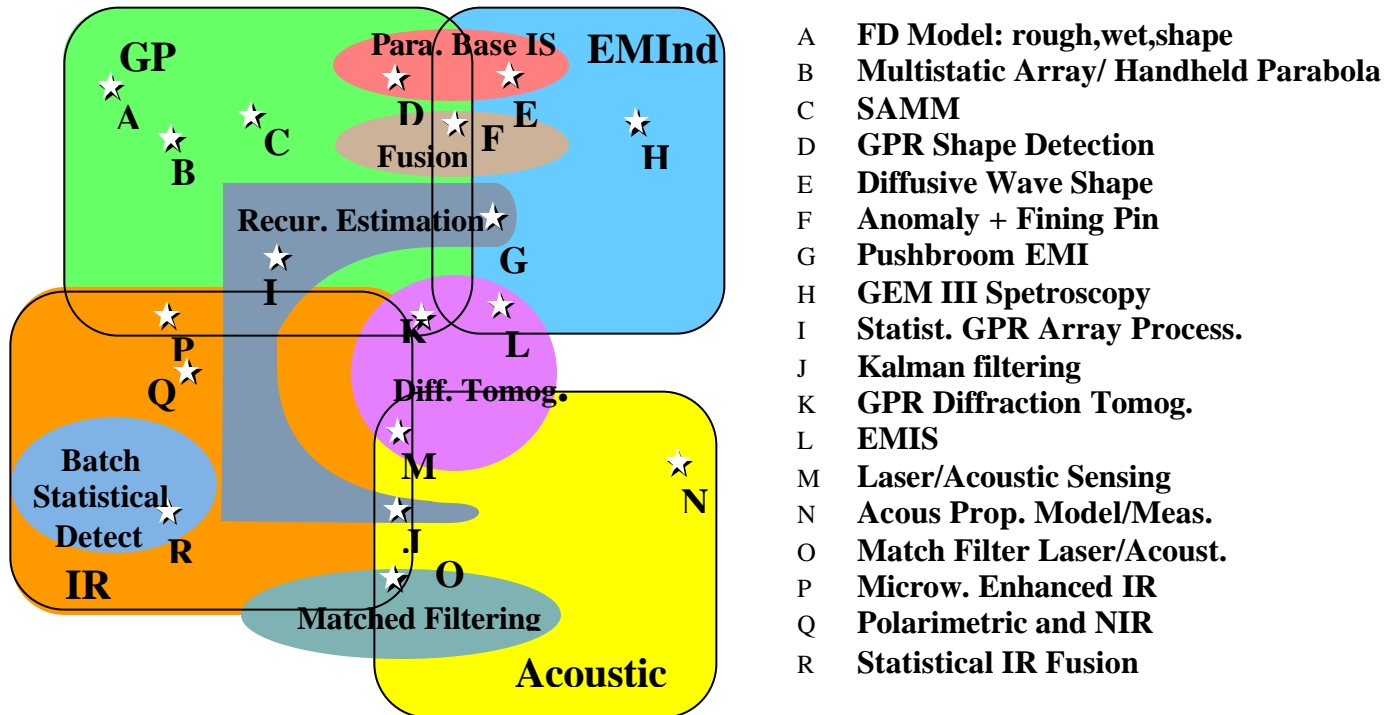 Para. Base IS
GP
EMInd
A
B
C
D
E
F
H
Fusion
Recur. Estimation
G
I
K
L
P
Q
Diff. Tomog.
M
N
Batch
Statistical
Detect
R
J
O
IR
Matched Filtering
Acoustic
A FD Model: rough,wet,shape
B Multistatic Array/ Handheld Parabola
C SAMM
D GPR Shape Detection
E Diffusive Wave Shape
F Anomaly + Fining Pin
G Pushbroom EMI
H GEM III Spetroscopy
I Statist. GPR Array Process.
J Kalman filtering
K GPR Diffraction Tomog.
L EMIS
M Laser/Acoustic Sensing
N Acous Prop. Model/Meas.
O Match Filter Laser/Acoust.
P Microw. Enhanced IR
Q Polarimetric and NIR
R Statistical IR Fusion